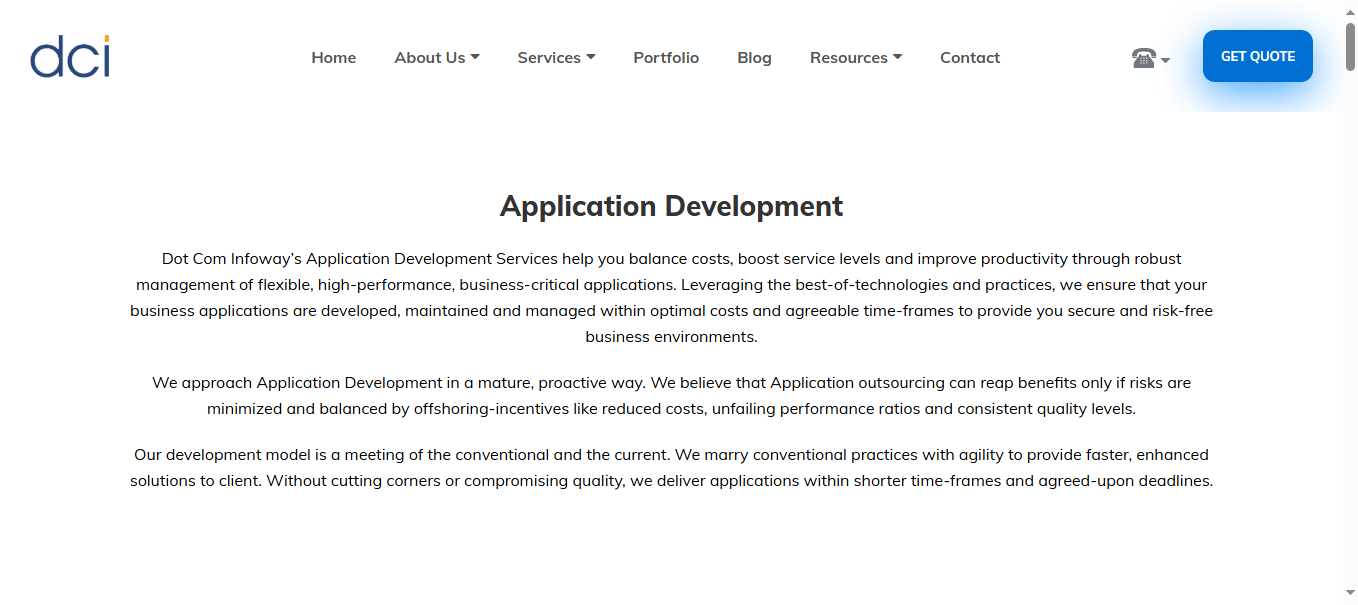 dci
Home
About Us
Services
Portfolio
Blog
Resources
Contact
GET QUOTE
Application Development
Dot Com Infoway’s Application Development Services help you balance costs, boost service levels and improve productivity through robust
management of flexible, high-performance, business-critical applications. Leveraging the best-of-technologies and practices, we ensure that your
business applications are developed, maintained and managed within optimal costs and agreeable time-frames to provide you secure and risk-free
business environments.
We approach Application Development in a mature, proactive way. We believe that Application outsourcing can reap benefits only if risks are
minimized and balanced by offshoring-incentives like reduced costs, unfailing performance ratios and consistent quality levels.
Our development model is a meeting of the conventional and the current. We marry conventional practices with agility to provide faster, enhanced
solutions to client. Without cutting corners or compromising quality, we deliver applications within shorter time-frames and agreed-upon deadlines.